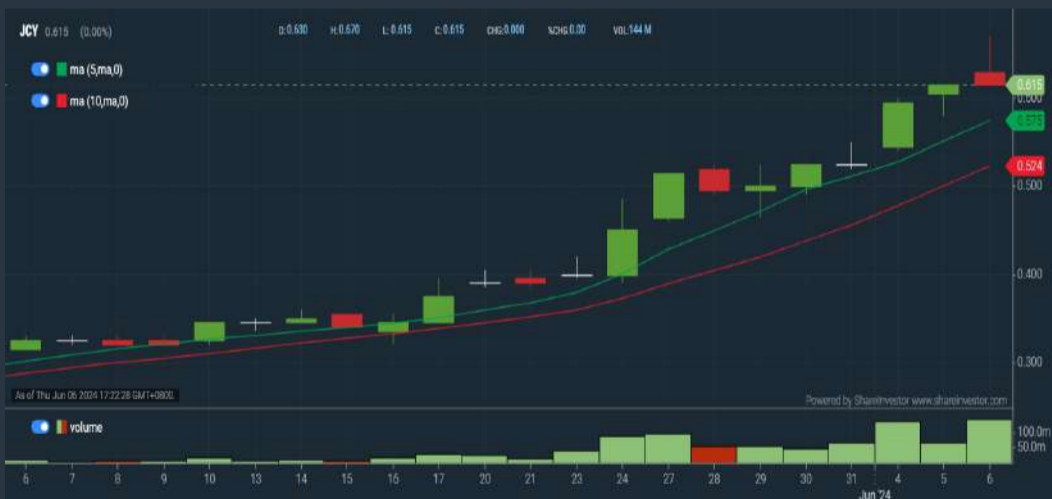 JCY 0.615 (0.00%) O: 0.630 H: 0.670 L: 0.615 C: 0.615 CHG: 0.000 %CHG: 0.00 VOL: 144 M
ma (5,ma,0)
ma (10,ma,0)
0.615
0.600
0.575
0.524
0.500
0.400
0.300
As of Thu Jun 06 2024 17:22:28 GMT+0800. Powered by ShareInvestor www.shareinvestor.com
volume
100.0m
50.0m
6 7 8 9 10 13 14 15 16 17 20 21 23 24 27 28 29 30 31 4 5 6
Jun '24